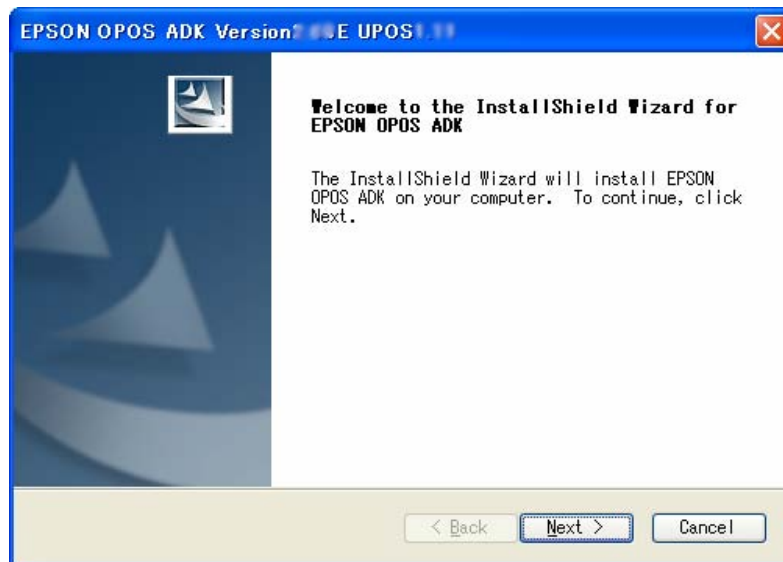 EPSON OPOS ADK Version E UPOS
Welcome to the InstallShield Wizard for
EPSON OPOS ADK
The InstallShield Wizard will install EPSON
OPOS ADK on your computer. To continue, click
Next.
< Back
Next >
Cancel